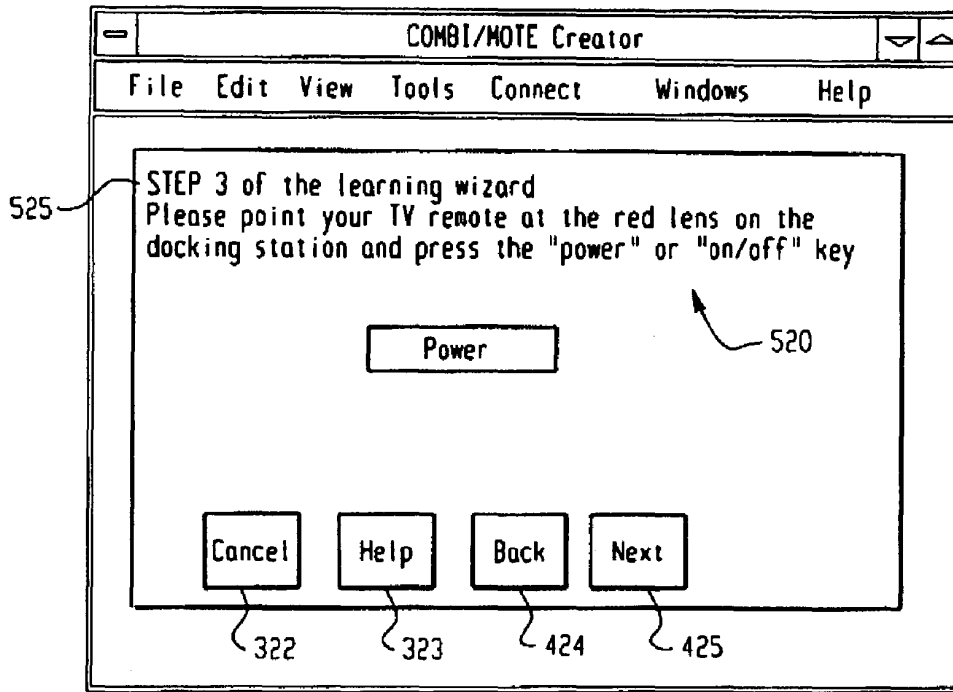 COMBI/MOTE Creator
File Edit View Tools Connect Windows Help
525
STEP 3 of the learning wizard
Please point your TV remote at the red lens on the
docking station and press the "power" or "on/off" key
520
Power
Cancel Help Back Next
322 323 424 425